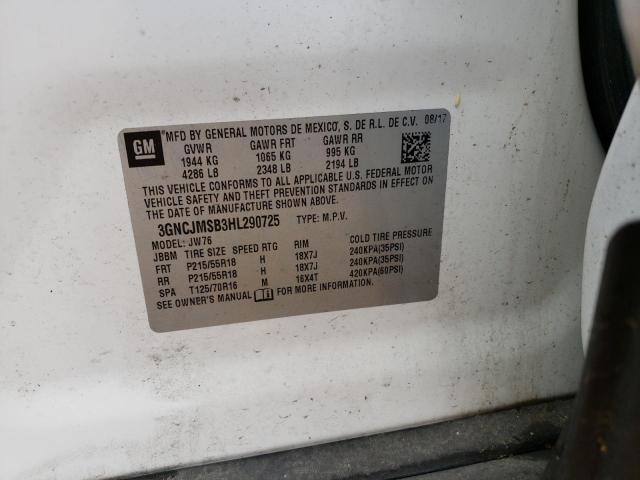 GM
MFD BY GENERAL MOTORS DE MEXICO, S. DE R.L. DE C.V. 08/17
GVWR GAWR FRT GAWR RR
1944 KG 1065 KG 995 KG
4286 LB 2348 LB 2194 LB
THIS VEHICLE CONFORMS TO ALL APPLICABLE U.S. FEDERAL MOTOR
VEHICLE SAFETY AND THEFT PREVENTION STANDARDS IN EFFECT ON
DATE OF MANUFACTURE SHOWN ABOVE.
3GNCJMSB3HL290725 TYPE: M.P.V.
MODEL: JW76
JBBM TIRE SIZE SPEED RTG RIM COLD TIRE PRESSURE
FRT P215/55R18 H 18X7J 240KPA(35PSI)
RR P215/55R18 H 18X7J 240KPA(35PSI)
SPA T125/70R16 M 16X4T 420KPA(60PSI)
SEE OWNER'S MANUAL FOR MORE INFORMATION.